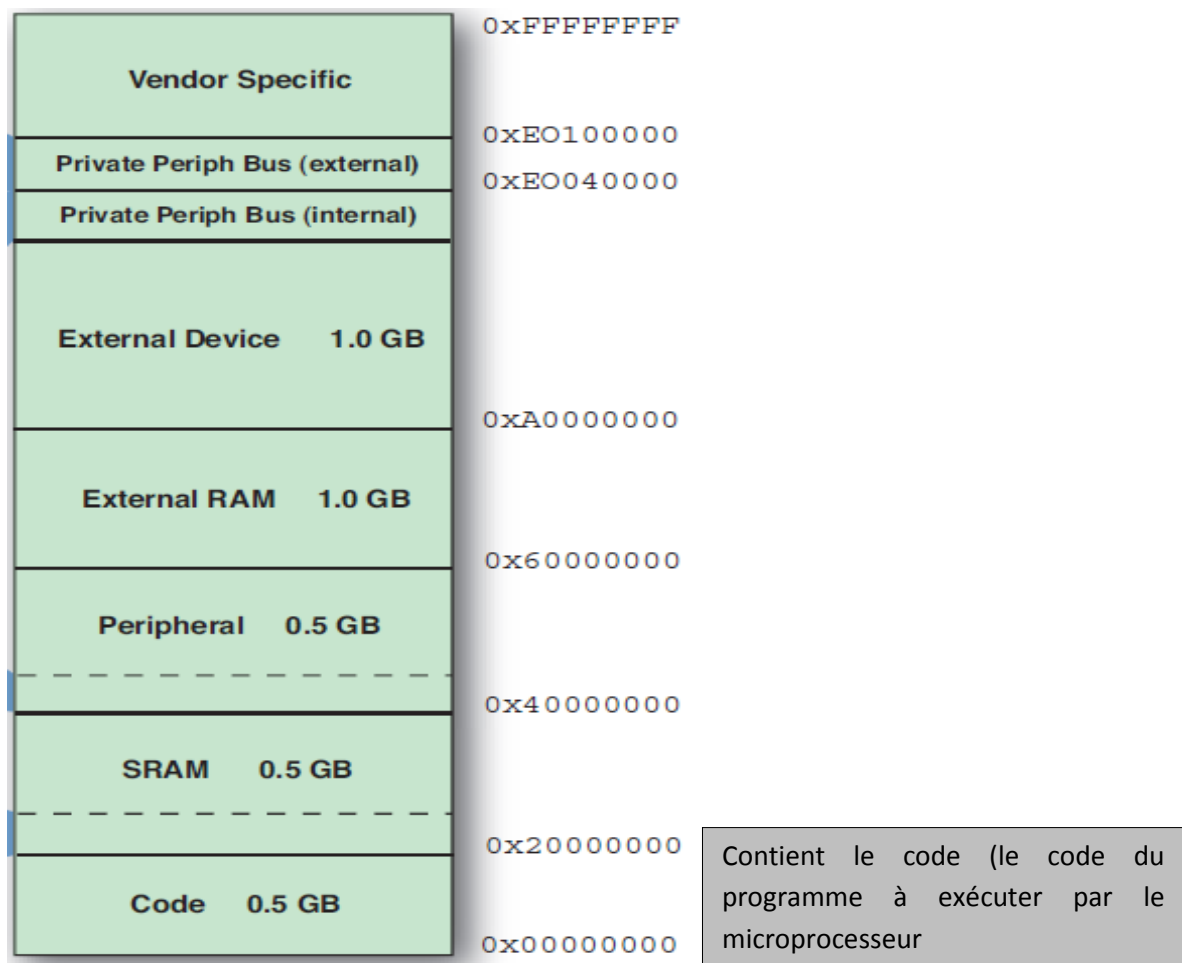 0xFFFFFFFF
Vendor Specific
0xEO100000
Private Periph Bus (external)
0xEO040000
Private Periph Bus (internal)
External Device 1.0 GB
0xA0000000
External RAM 1.0 GB
0x60000000
Peripheral 0.5 GB
0x40000000
SRAM 0.5 GB
0x20000000
Code 0.5 GB
0x00000000
Contient le code (le code du
programme à exécuter par le
microprocesseur